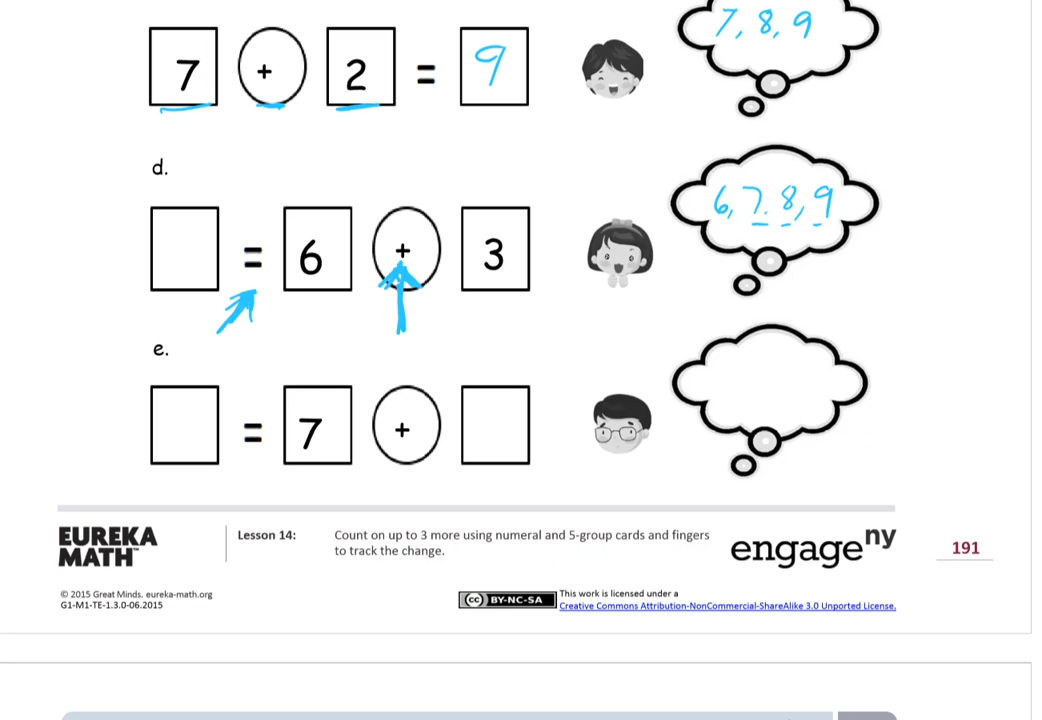 7, 8, 9
7 + 2 = 9
d.
6, 7. 8, 9
= 6 + 3
e.
= 7 +
EUREKA
MATH™
Lesson 14:
Count on up to 3 more using numeral and 5-group cards and fingers
to track the change.
engage ny
191
© 2015 Great Minds. eureka-math.org
G1-M1-TE-1.3.0-06.2015
cc BY-NC-SA
This work is licensed under a
Creative Commons Attribution-NonCommercial-ShareAlike 3.0 Unported License.